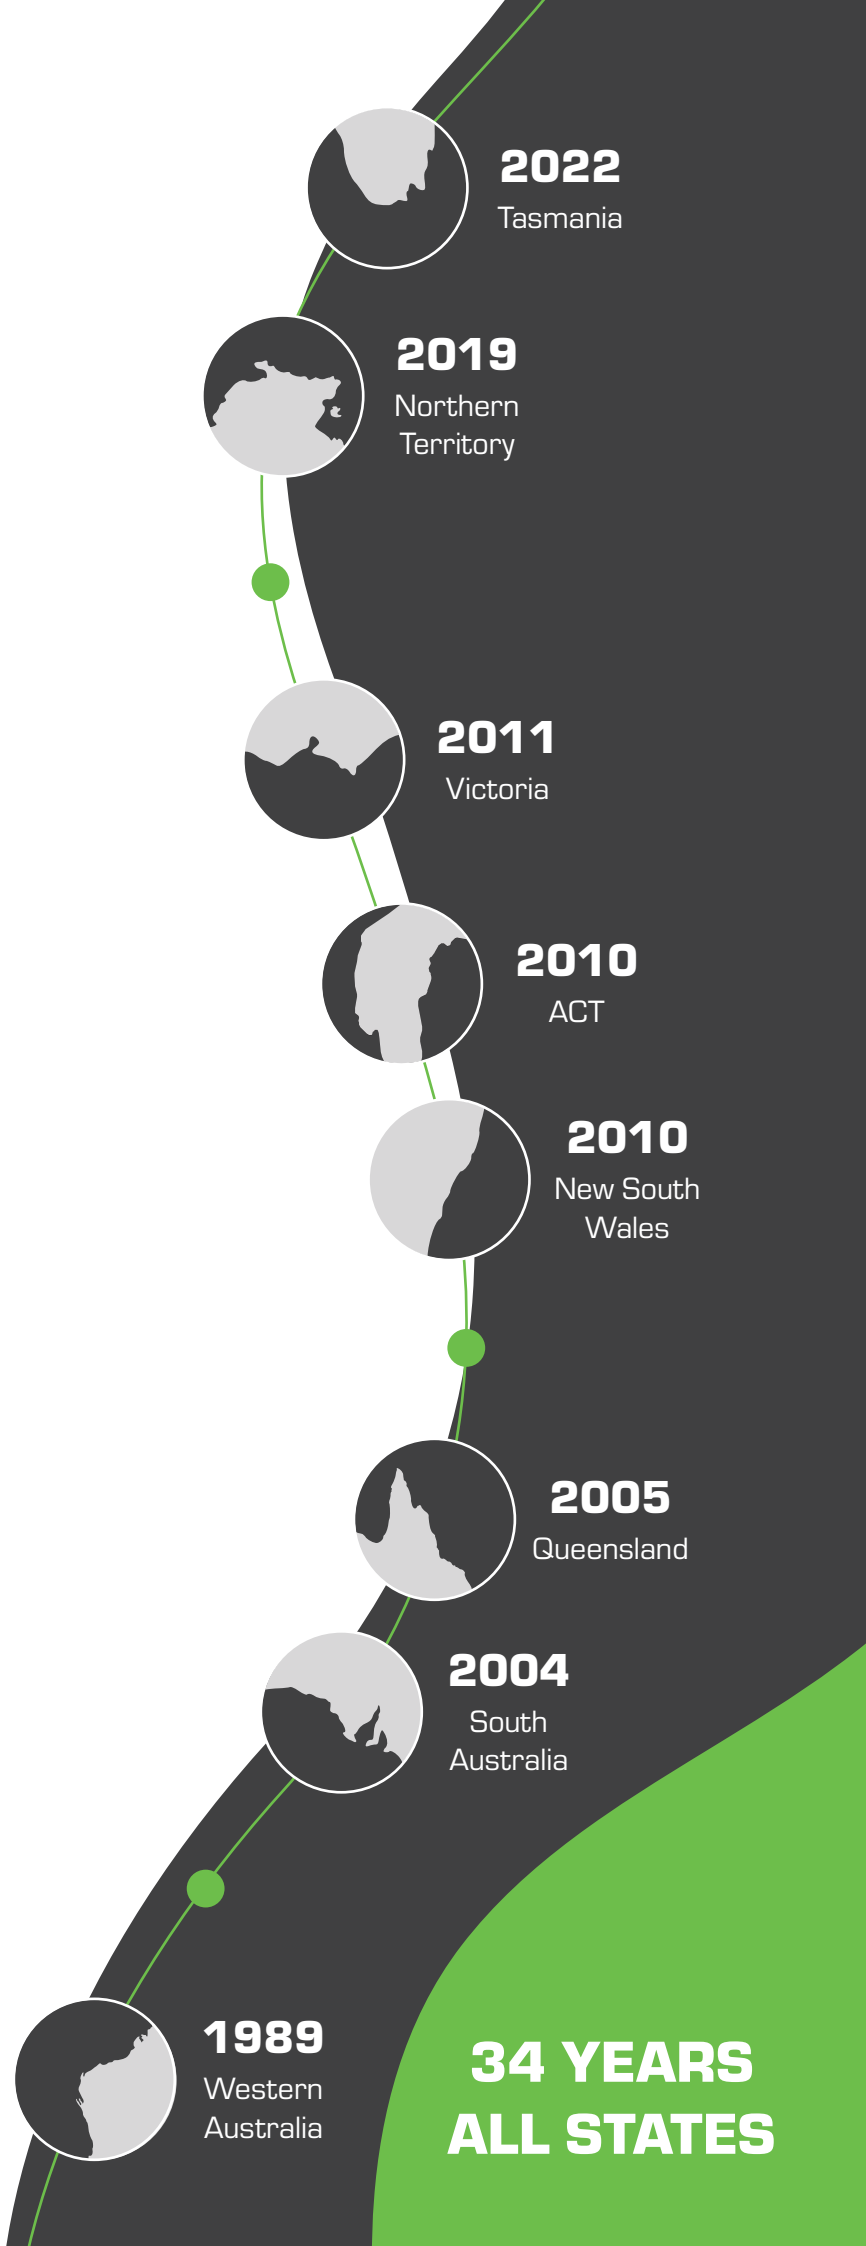 2022
Tasmania
2019
Northern
Territory
2011
Victoria
2010
ACT
2010
New South
Wales
2005
Queensland
2004
South
Australia
1989
Western
Australia
34 YEARS
ALL STATES